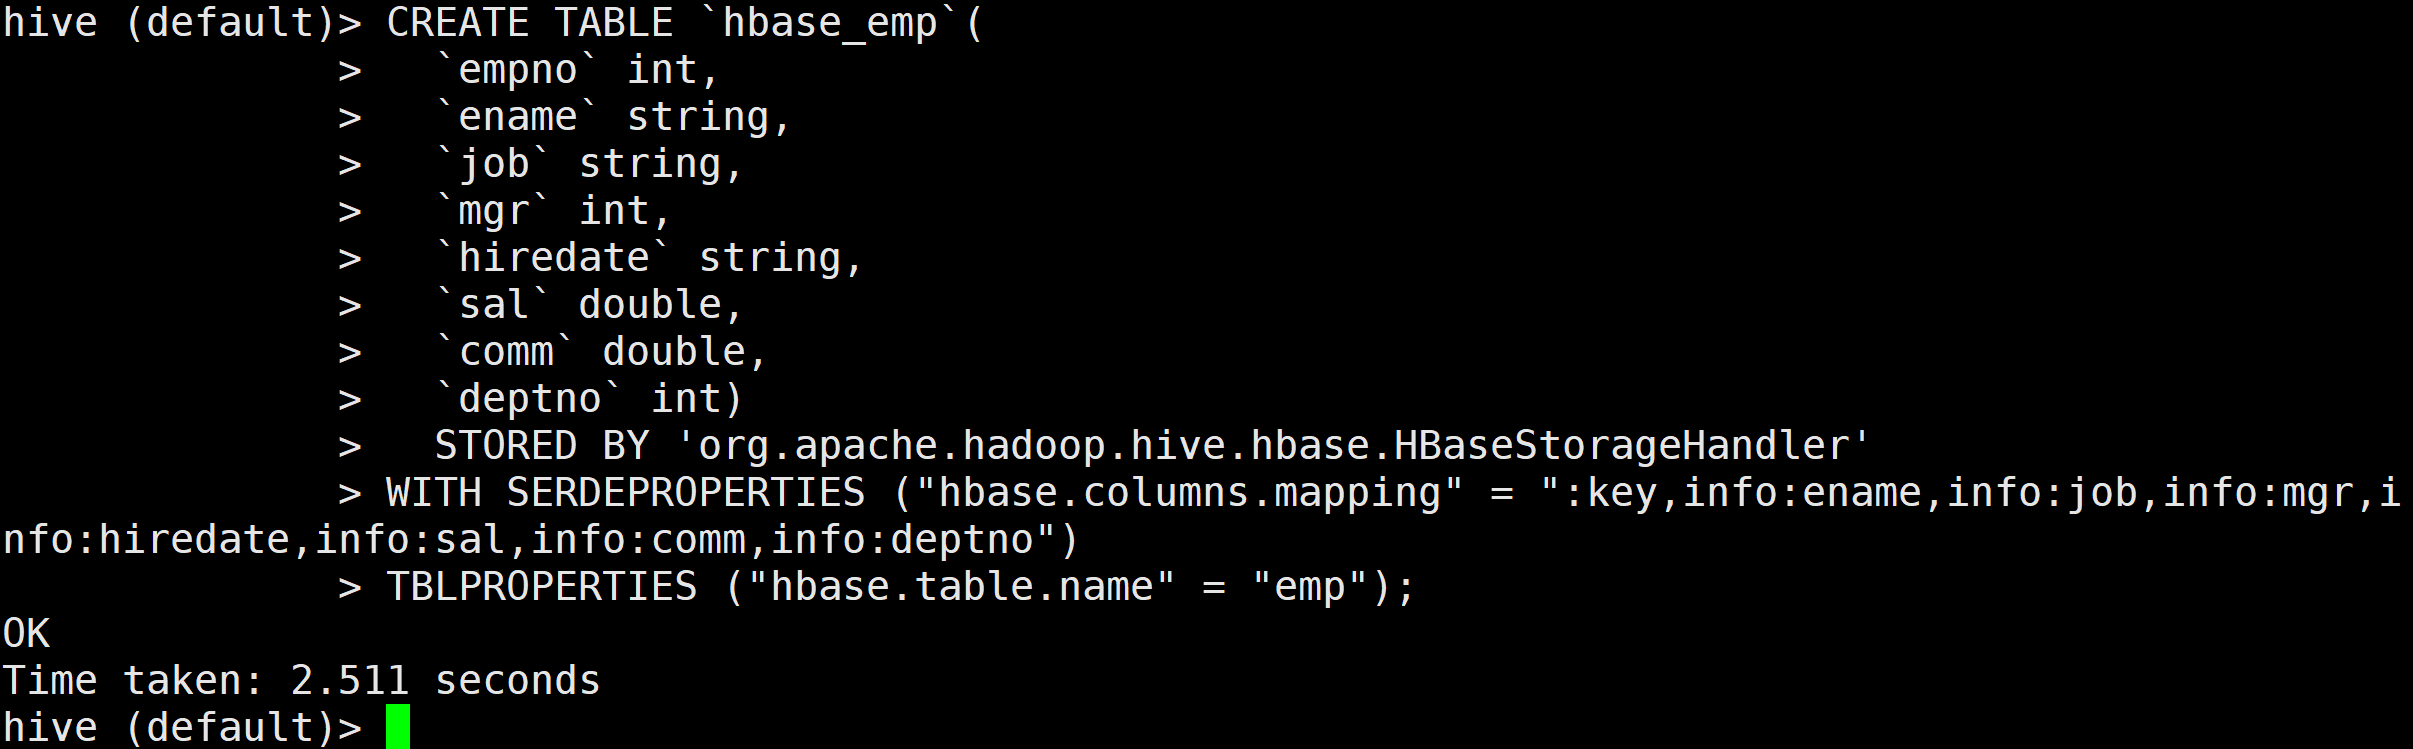 hive (default)> CREATE TABLE `hbase_emp`(
              >   `empno` int,
              >   `ename` string,
              >   `job` string,
              >   `mgr` int,
              >   `hiredate` string,
              >   `sal` double,
              >   `comm` double,
              >   `deptno` int)
              >   STORED BY 'org.apache.hadoop.hive.hbase.HBaseStorageHandler'
              > WITH SERDEPROPERTIES ("hbase.columns.mapping" = ":key,info:ename,info:job,info:mgr,i
nfo:hiredate,info:sal,info:comm,info:deptno")
              > TBLPROPERTIES ("hbase.table.name" = "emp");
OK
Time taken: 2.511 seconds
hive (default)>